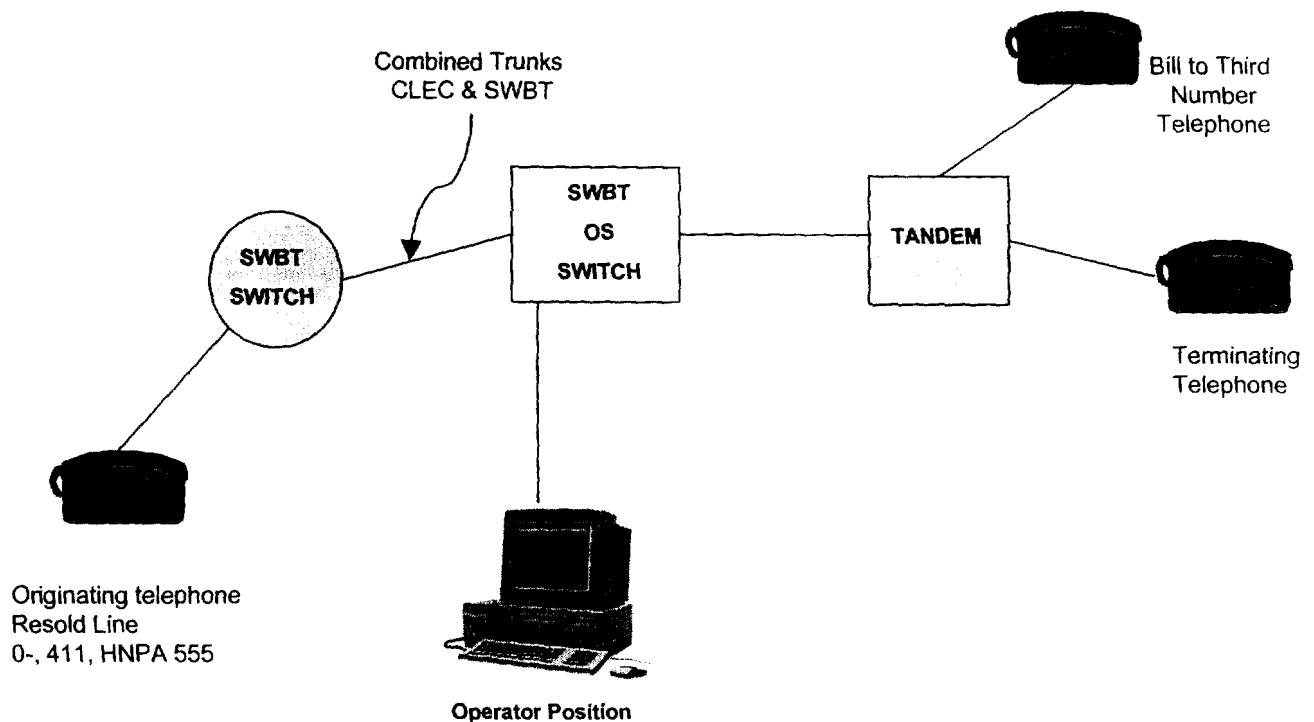 Combined Trunks
CLEC & SWBT
Bill to Third
Number
Telephone
SWBT
OS
SWITCH
TANDEM
SWBT
SWITCH
Terminating
Telephone
Originating telephone
Resold Line
0-, 411, HNPA 555
Operator Position